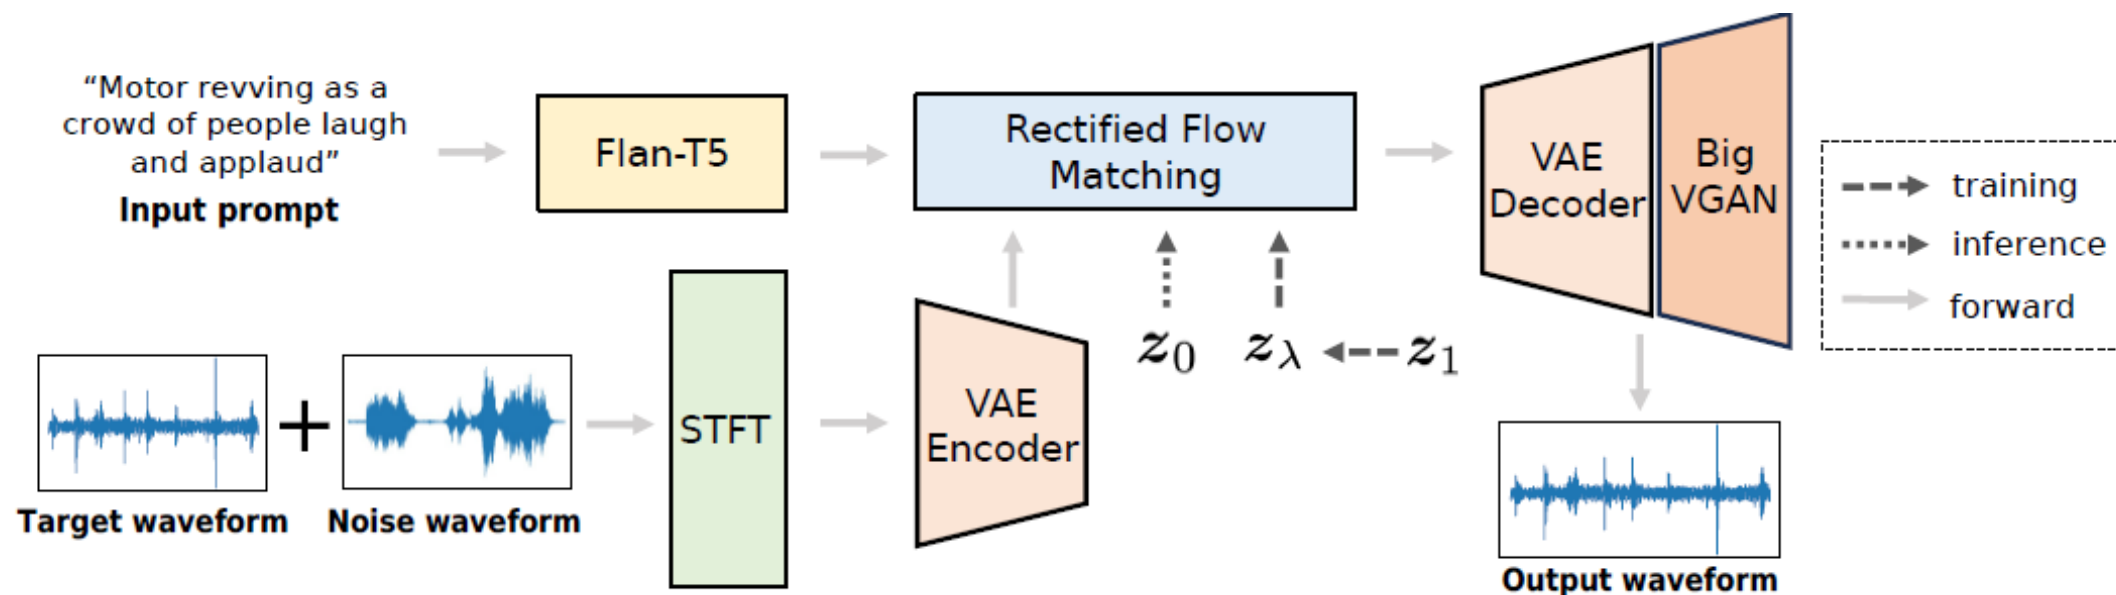 “Motor revving as a
crowd of people laugh
and applaud”
Input prompt
Flan-T5
Rectified Flow
Matching
VAE
Decoder
Big
VGAN
training
inference
forward
Target waveform
+
Noise waveform
STFT
VAE
Encoder
z₀
z_λ
z₁
Output waveform